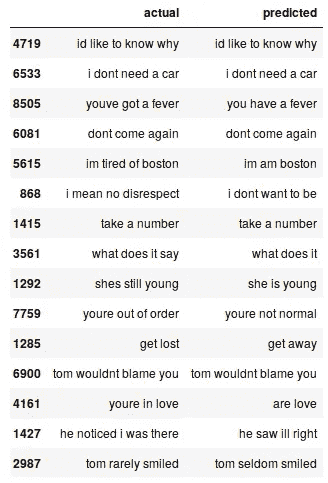 actual predicted
4719 id like to know why id like to know why
6533 i dont need a car i dont need a car
8505 youve got a fever you have a fever
6081 dont come again dont come again
5615 im tired of boston im am boston
868 i mean no disrespect i dont want to be
1415 take a number take a number
3561 what does it say what does it
1292 shes still young she is young
7759 youre out of order youre not normal
1285 get lost get away
6900 tom wouldnt blame you tom wouldnt blame you
4161 youre in love are love
1427 he noticed i was there he saw ill right
2987 tom rarely smiled tom seldom smiled